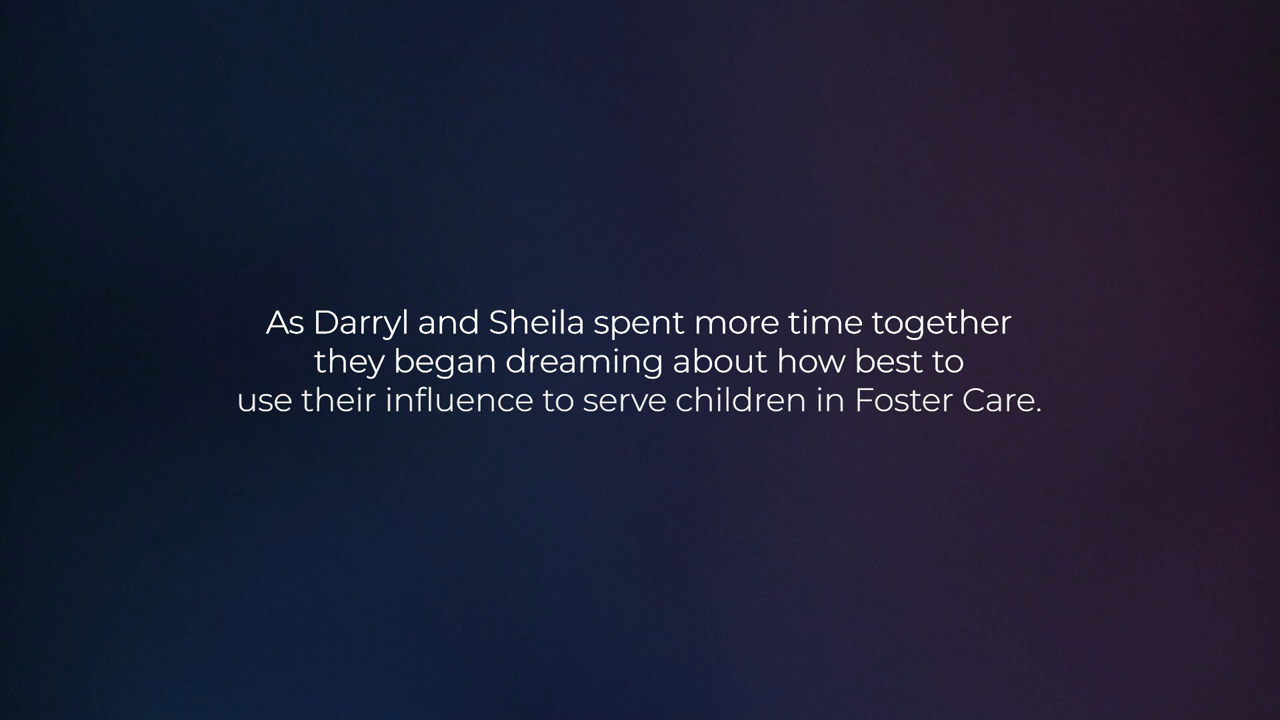 As Darryl and Sheila spent more time together
they began dreaming about how best to
use their influence to serve children in Foster Care.